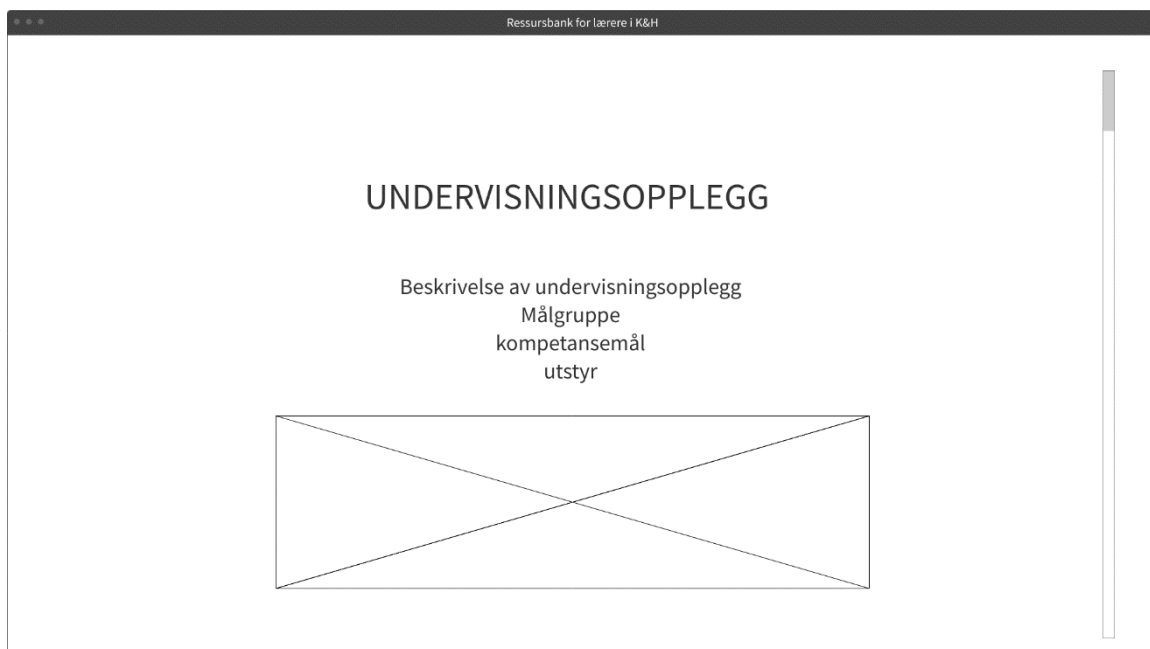 Ressursbank for lærere i K&H
UNDERVISNINGSOPPLEGG
Beskrivelse av undervisningsopplegg
Målgruppe
kompetansemål
utstyr